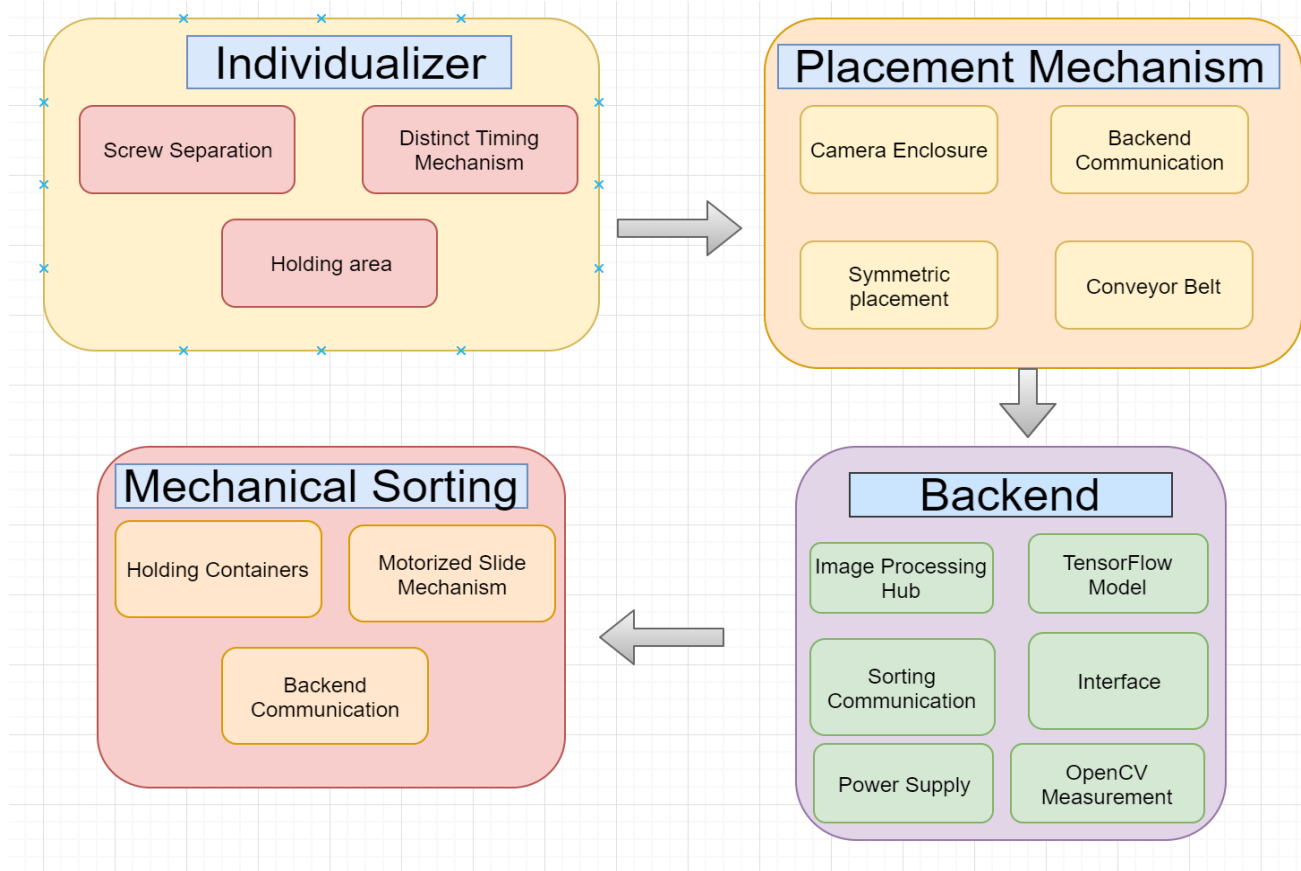 Individualizer
Screw Separation
Distinct Timing
Mechanism
Holding area
Placement Mechanism
Camera Enclosure
Backend
Communication
Symmetric
placement
Conveyor Belt
Backend
Image Processing
Hub
TensorFlow
Model
Sorting
Communication
Interface
Power Supply
OpenCV
Measurement
Mechanical Sorting
Holding Containers
Motorized Slide
Mechanism
Backend
Communication